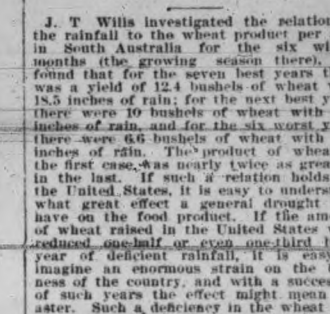 J. T Wills investigated the relation
the rainfall to the wheat product per
in South Australia for the six wi
months (the growing season there),
found that for the seven best years t
was a yield of 12.4 bushels of wheat
18.5 inches of rain; for the next best y
there were 10 bushels of wheat with
inches of rain, and for the six worst y
there were 6.6 bushels of wheat with
inches of rain. The product of whea
the first case, was nearly twice as grea
in the last. If such a relation holds
the United States, it is easy to unders
what great effect a general drought
have on the food product. If the am
of wheat raised in the United States
reduced one-half or even one-third
year of deficient rainfall, it is easy
imagine an enormous strain on the
ness of the country, and with a succes
of such years the effect might mean
aster. Such a deficiency in the wheat